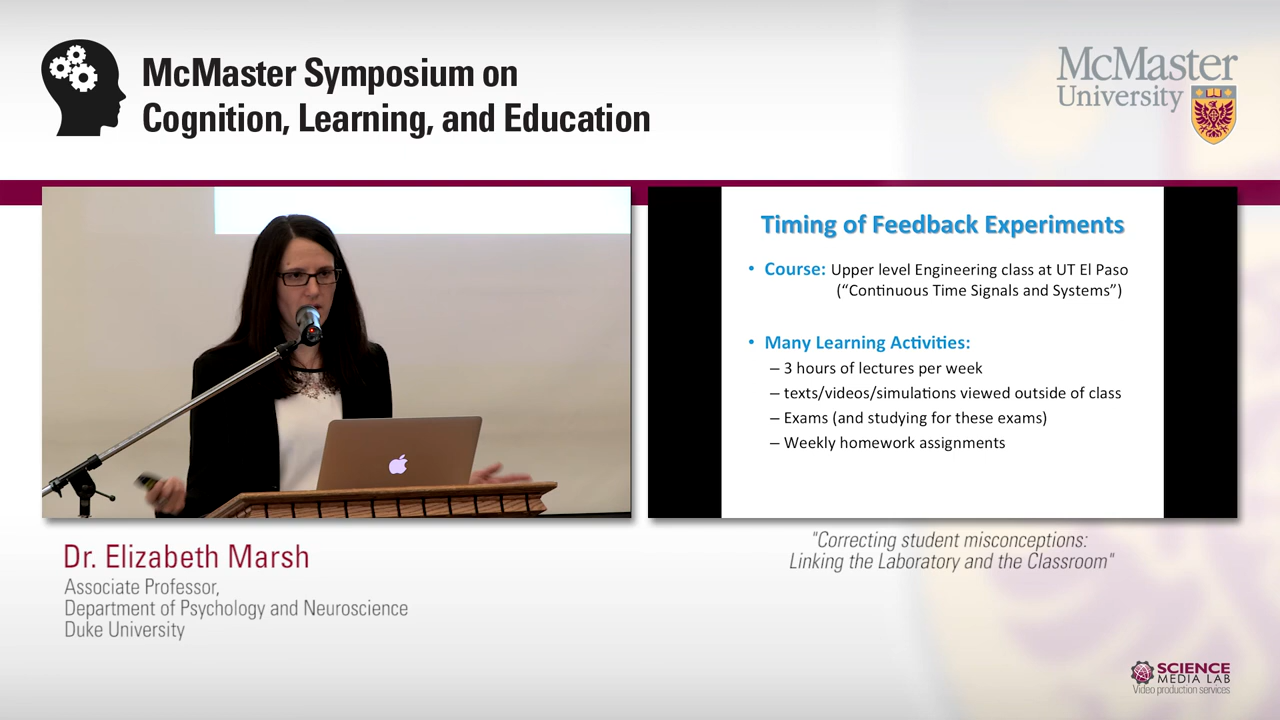 McMaster Symposium on
Cognition, Learning, and Education
McMaster
University
Timing of Feedback Experiments
• Course: Upper level Engineering class at UT El Paso
(“Continuous Time Signals and Systems”)
• Many Learning Activities:
– 3 hours of lectures per week
– texts/videos/simulations viewed outside of class
– Exams (and studying for these exams)
– Weekly homework assignments
Dr. Elizabeth Marsh
Associate Professor,
Department of Psychology and Neuroscience
Duke University
"Correcting student misconceptions:
Linking the Laboratory and the Classroom"
SCIENCE
MEDIA LAB
Video production services